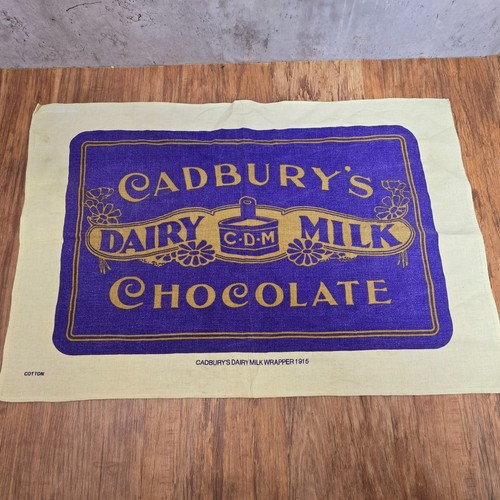 CADBURY'S
DAIRY C·D·M MILK
CHOCOLATE
CADBURY'S DAIRY MILK WRAPPER 1915
COTTON